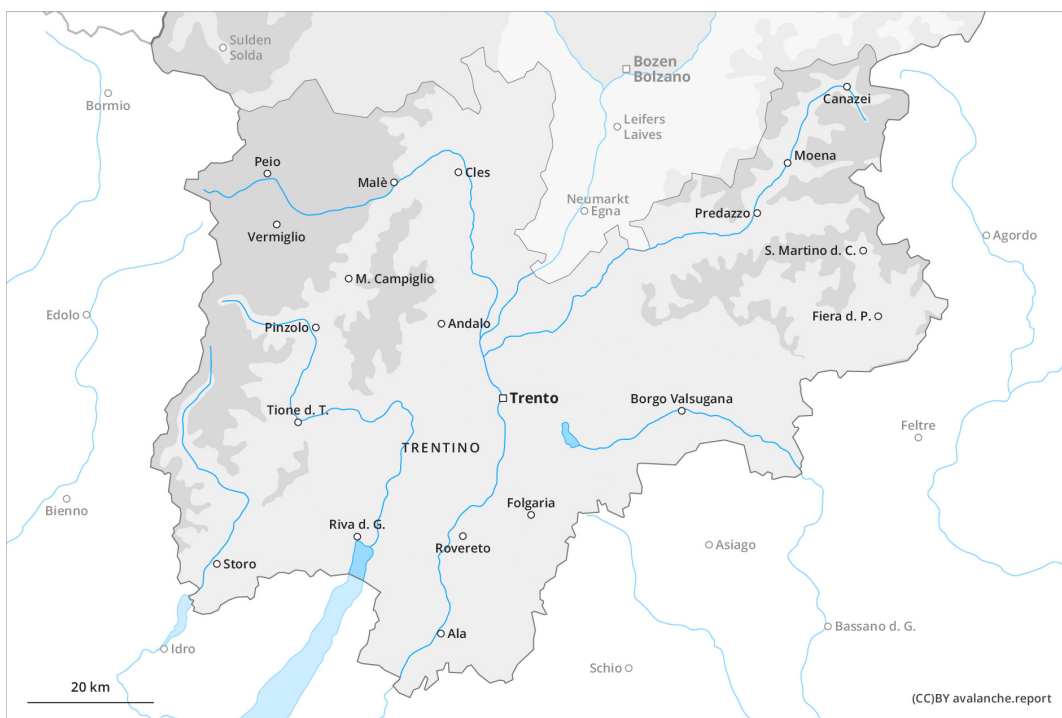 Sulden
Solda
Bozen
Bolzano
Bormio
Canazei
Leifers
Laives
Moena
Peio
Malè
Cles
Neumarkt
Egna
Predazzo
Vermiglio
S. Martino d. C.
Agordo
M. Campiglio
Edolo
Pinzolo
Andalo
Fiera d. P.
Trento
Borgo Valsugana
Tione d. T.
Feltre
TRENTINO
Bienno
Folgaria
Riva d. G.
Rovereto
Asiago
Storo
Ala
Bassano d. G.
Idro
Schio
20 km
(CC)BY avalanche.report